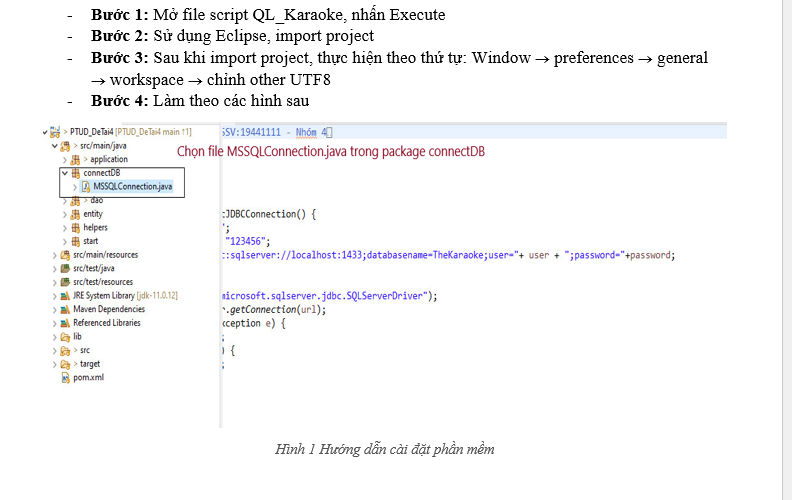 - Bước 1: Mở file script QL_Karaoke, nhấn Execute
- Bước 2: Sử dụng Eclipse, import project
- Bước 3: Sau khi import project, thực hiện theo thứ tự: Window → preferences → general
→ workspace → chỉnh other UTF8
- Bước 4: Làm theo các hình sau
> PTUD_DeTai4 [PTUD_DeTai4 main ↑1]
> src/main/java
> application
connectDB
MSSQLConnection.java
> dao
entity
helpers
start
src/main/resources
src/test/java
src/test/resources
JRE System Library [jdk-11.0.12]
Maven Dependencies
Referenced Libraries
lib
> src
> target
pom.xml
SSV:19441111 - Nhóm 4
Chọn file MSSQLConnection.java trong package connectDB
tJDBCConnection() {
";
"123456";
c:sqlserver://localhost:1433;databasename=TheKaraoke;user="+ user + ";password="+password;
microsoft.sqlserver.jdbc.SQLServerDriver");
r.getConnection(url);
xception e) {
;
) {
;
Hình 1 Hướng dẫn cài đặt phần mềm